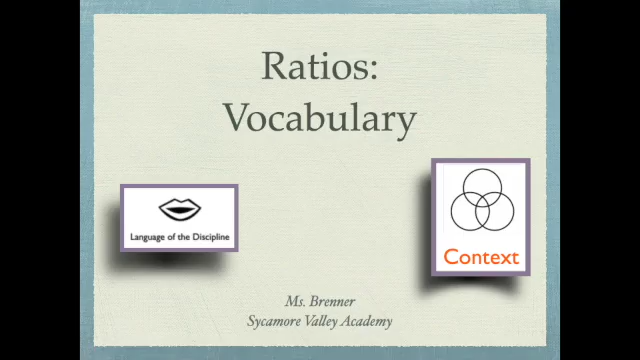 Ratios:
Vocabulary
Language of the Discipline
Context
Ms. Brenner
Sycamore Valley Academy